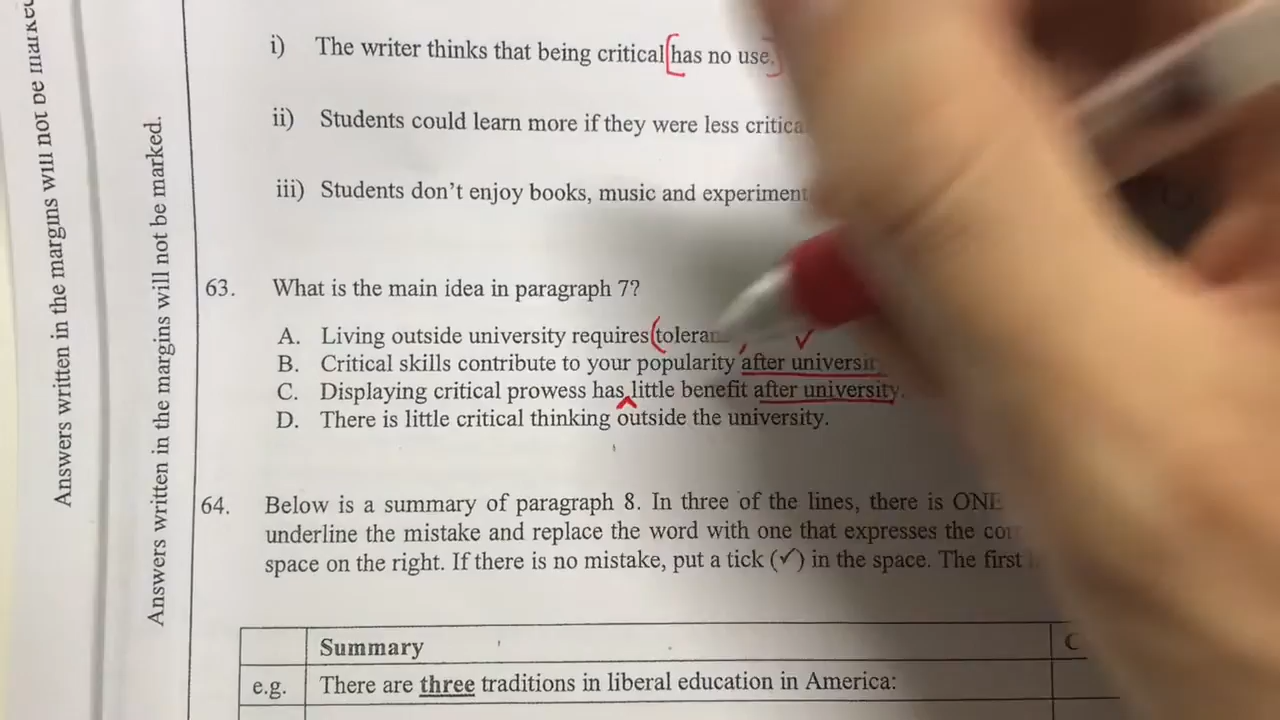 i) The writer thinks that being critical has no use.
ii) Students could learn more if they were less
iii) Students don't enjoy books, music and
63. What is the main idea in paragraph 7?
A. Living outside university requires
B. Critical skills contribute to your popularity after
C. Displaying critical prowess has little benefit after university.
D. There is little critical thinking outside the university.
64. Below is a summary of paragraph 8. In three of the lines, there is ONE
underline the mistake and replace the word with one that expresses the
space on the right. If there is no mistake, put a tick (✓) in the space. The first
Summary
e.g. There are three traditions in liberal education in America:
Answers written in the margins will not be marked.
Answers written in the margins will not be